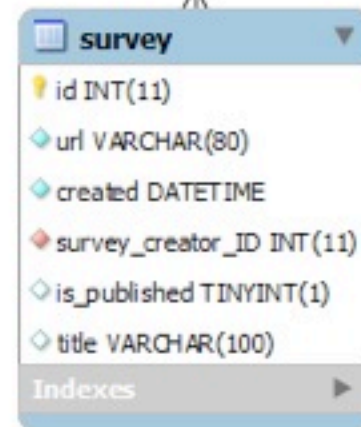 survey
id INT(11)
url VARCHAR(80)
created DATETIME
survey_creator_ID INT(11)
is_published TINYINT(1)
title VARCHAR(100)
Indexes